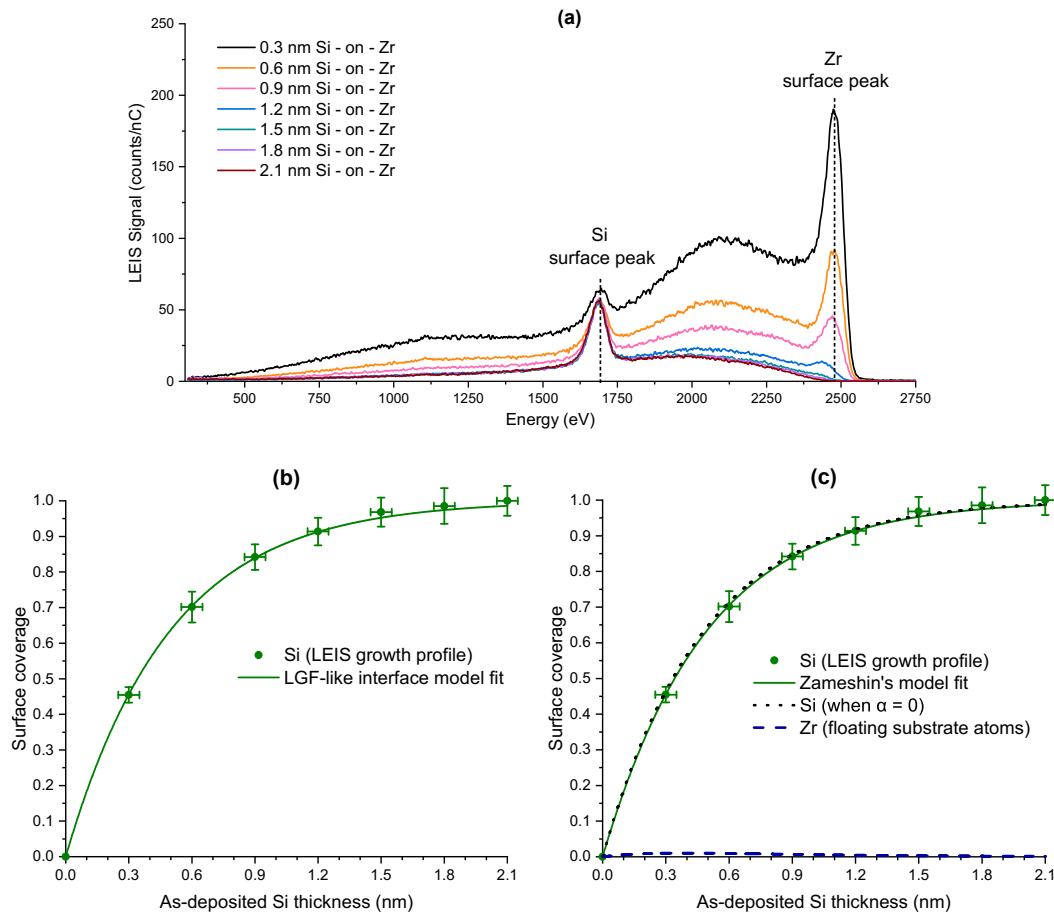 (a)
250
200
150
100
50
0
LEIS Signal (counts/nC)
0.3 nm Si - on - Zr
0.6 nm Si - on - Zr
0.9 nm Si - on - Zr
1.2 nm Si - on - Zr
1.5 nm Si - on - Zr
1.8 nm Si - on - Zr
2.1 nm Si - on - Zr
Zr
surface peak
Si
surface peak
500 750 1000 1250 1500 1750 2000 2250 2500 2750
Energy (eV)
(b)
1.0
0.9
0.8
0.7
0.6
0.5
0.4
0.3
0.2
0.1
0.0
Surface coverage
Si (LEIS growth profile)
LGF-like interface model fit
0.0 0.3 0.6 0.9 1.2 1.5 1.8 2.1
As-deposited Si thickness (nm)
(c)
1.0
0.9
0.8
0.7
0.6
0.5
0.4
0.3
0.2
0.1
0.0
Surface coverage
Si (LEIS growth profile)
Zameshin's model fit
Si (when α = 0)
Zr (floating substrate atoms)
0.0 0.3 0.6 0.9 1.2 1.5 1.8 2.1
As-deposited Si thickness (nm)